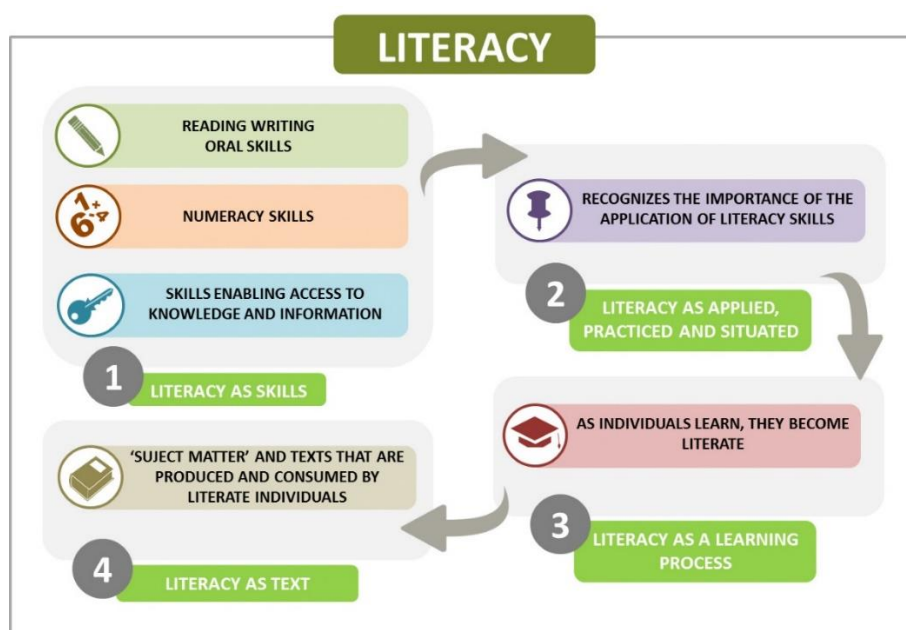 LITERACY
READING WRITING
ORAL SKILLS
1+
6-4
NUMERACY SKILLS
SKILLS ENABLING ACCESS TO
KNOWLEDGE AND INFORMATION
1
LITERACY AS SKILLS
RECOGNIZES THE IMPORTANCE OF THE
APPLICATION OF LITERACY SKILLS
2
LITERACY AS APPLIED,
PRACTICED AND SITUATED
AS INDIVIDUALS LEARN, THEY BECOME
LITERATE
3
LITERACY AS A LEARNING
PROCESS
‘SUJECT MATTER’ AND TEXTS THAT ARE
PRODUCED AND CONSUMED BY
LITERATE INDIVIDUALS
4
LITERACY AS TEXT